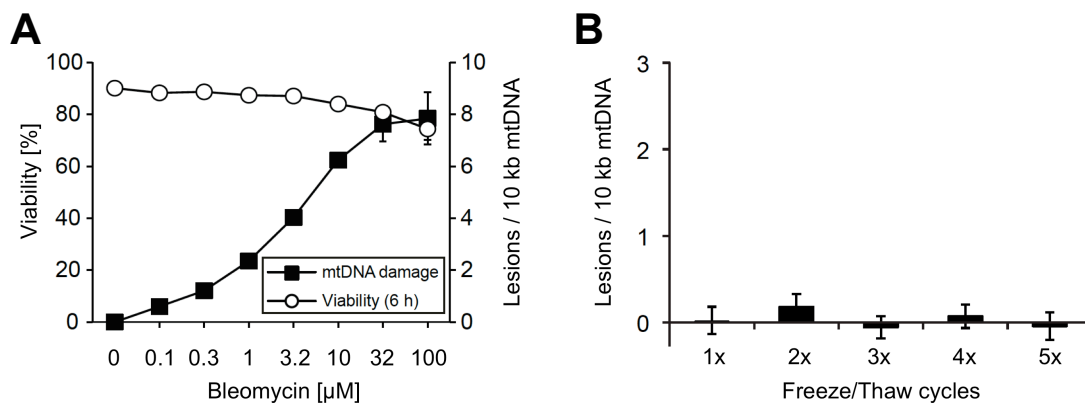 A
100
80
60
40
20
0
Viability [%]
10
8
6
4
2
0
Lesions / 10 kb mtDNA
mtDNA damage
Viability (6 h)
0 0.1 0.3 1 3.2 10 32 100
Bleomycin [µM]
B
3
2
1
0
Lesions / 10 kb mtDNA
1x 2x 3x 4x 5x
Freeze/Thaw cycles